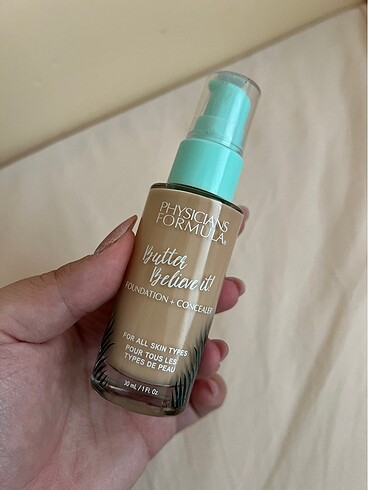 PHYSICIANS
FORMULA®
Butter
Believe it!
FOUNDATION + CONCEALER
FOR ALL SKIN TYPES
POUR TOUS LES
TYPES DE PEAU
30 mL / 1 FL Oz